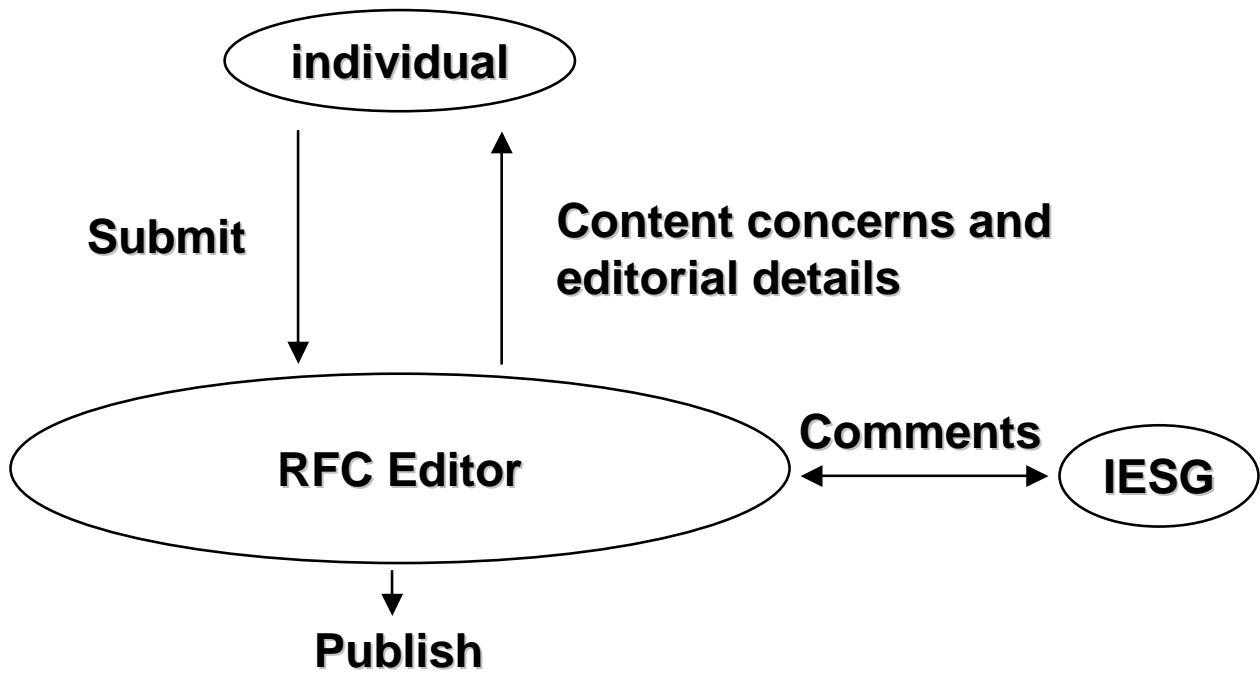 individual
Submit
Content concerns and
editorial details
Comments
RFC Editor
IESG
Publish